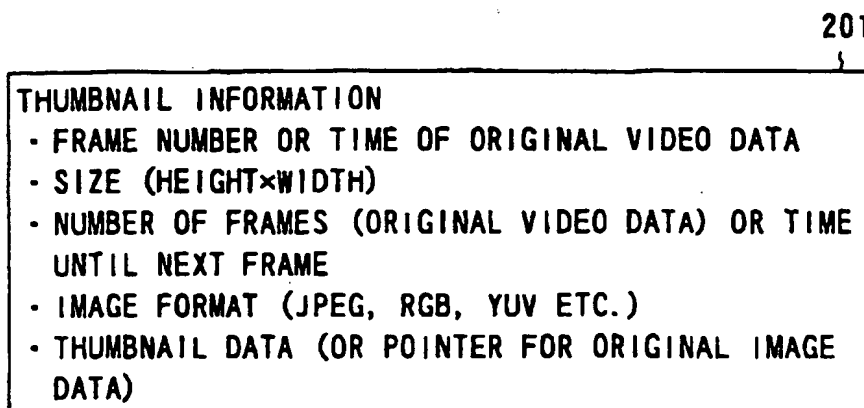 201
THUMBNAIL INFORMATION
・FRAME NUMBER OR TIME OF ORIGINAL VIDEO DATA
・SIZE (HEIGHT×WIDTH)
・NUMBER OF FRAMES (ORIGINAL VIDEO DATA) OR TIME
UNTIL NEXT FRAME
・IMAGE FORMAT (JPEG, RGB, YUV ETC.)
・THUMBNAIL DATA (OR POINTER FOR ORIGINAL IMAGE
DATA)